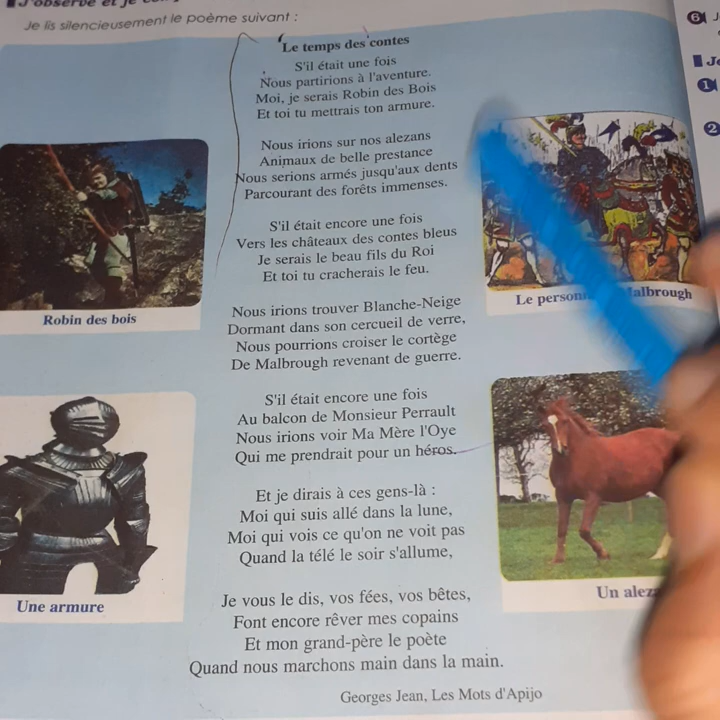 J'observe et je
Je lis silencieusement le poème suivant :
Le temps des contes
S'il était une fois
Nous partirions à l'aventure.
Moi, je serais Robin des Bois
Et toi tu mettrais ton armure.
Nous irions sur nos alezans
Animaux de belle prestance
Nous serions armés jusqu'aux dents
Parcourant des forêts immenses.
S'il était encore une fois
Vers les châteaux des contes bleus
Je serais le beau fils du Roi
Et toi tu cracherais le feu.
Nous irions trouver Blanche-Neige
Dormant dans son cercueil de verre,
Nous pourrions croiser le cortège
De Malbrough revenant de guerre.
S'il était encore une fois
Au balcon de Monsieur Perrault
Nous irions voir Ma Mère l'Oye
Qui me prendrait pour un héros.
Et je dirais à ces gens-là :
Moi qui suis allé dans la lune,
Moi qui vois ce qu'on ne voit pas
Quand la télé le soir s'allume,
Je vous le dis, vos fées, vos bêtes,
Font encore rêver mes copains
Et mon grand-père le poète
Quand nous marchons main dans la main.
Georges Jean, Les Mots d'Apijo
Robin des bois
Une armure
Le person albrough
Un alez
6 J
Je
1
2